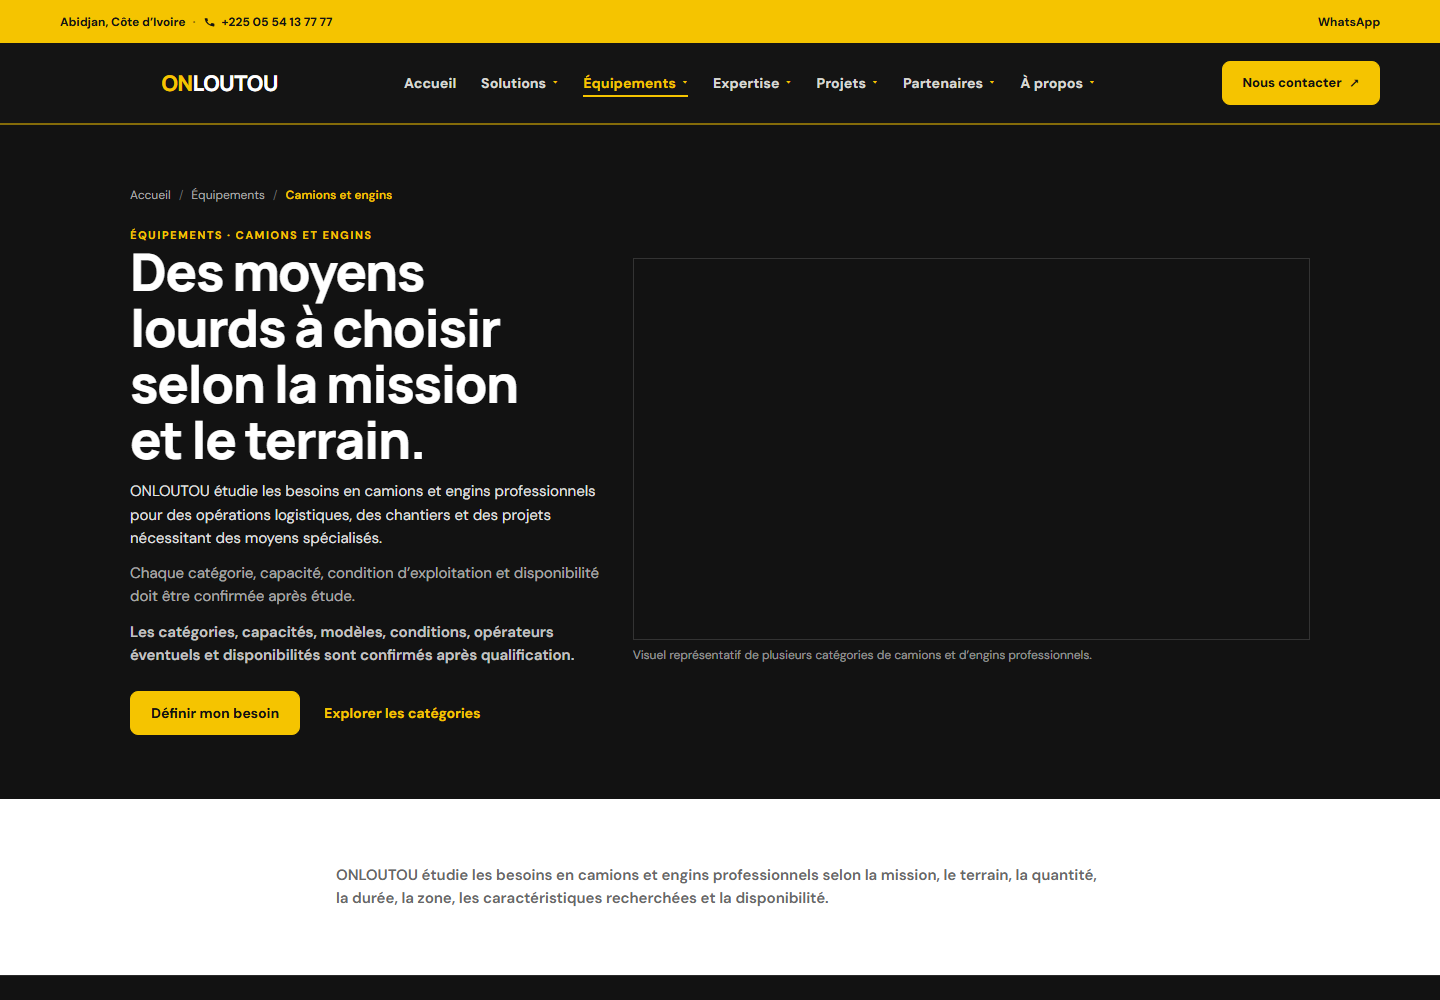 Abidjan, Côte d’Ivoire · +225 05 54 13 77 77
WhatsApp
ONLOUTOU
Accueil Solutions Équipements Expertise Projets Partenaires À propos
Nous contacter ↗
Accueil / Équipements / Camions et engins
ÉQUIPEMENTS · CAMIONS ET ENGINS
Des moyens
lourds à choisir
selon la mission
et le terrain.
ONLOUTOU étudie les besoins en camions et engins professionnels
pour des opérations logistiques, des chantiers et des projets
nécessitant des moyens spécialisés.
Chaque catégorie, capacité, condition d’exploitation et disponibilité
doit être confirmée après étude.
Les catégories, capacités, modèles, conditions, opérateurs
éventuels et disponibilités sont confirmés après qualification.
Définir mon besoin
Explorer les catégories
Visuel représentatif de plusieurs catégories de camions et d’engins professionnels.
ONLOUTOU étudie les besoins en camions et engins professionnels selon la mission, le terrain, la quantité,
la durée, la zone, les caractéristiques recherchées et la disponibilité.